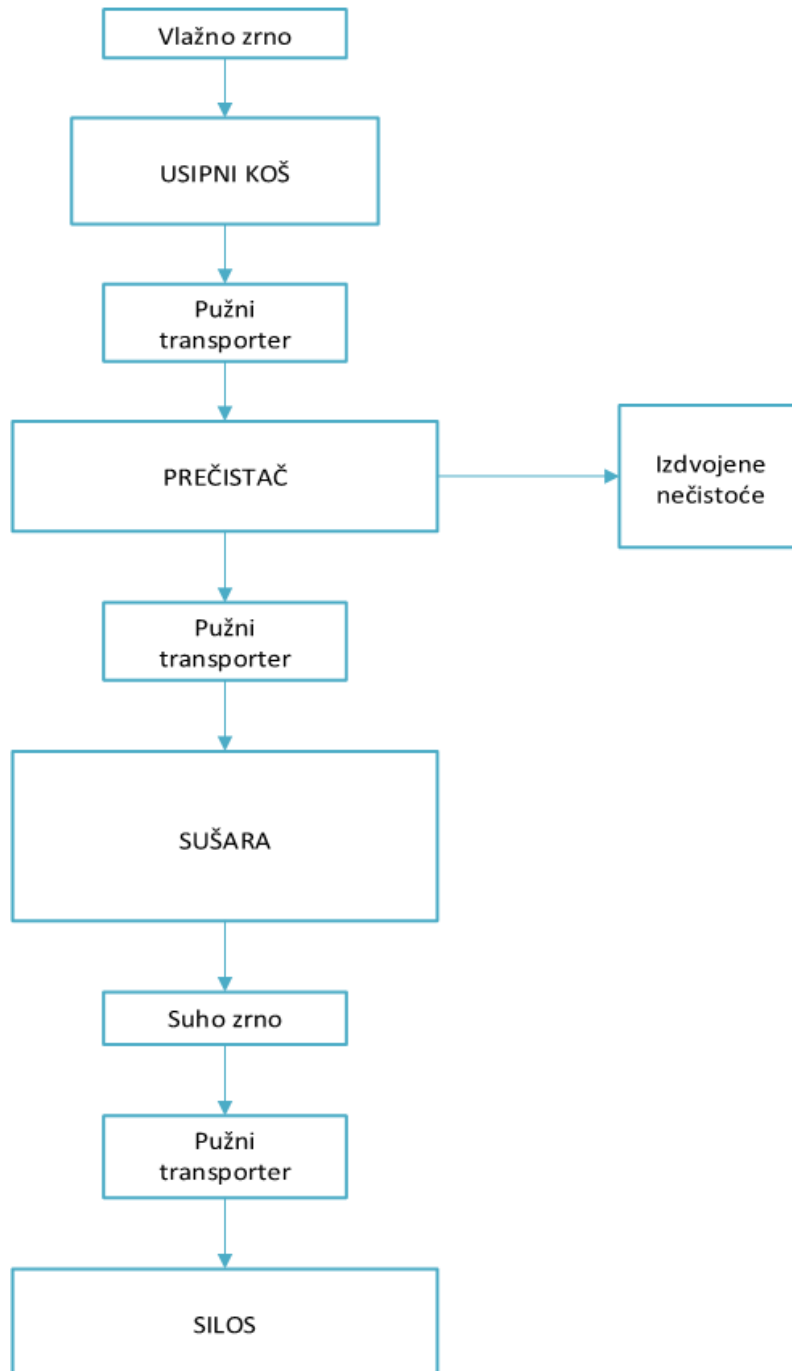 Vlažno zrno
USIPNI KOŠ
Pužni
transporter
PREČISTAČ
Izdvojene
nečistoće
Pužni
transporter
SUŠARA
Suho zrno
Pužni
transporter
SILOS